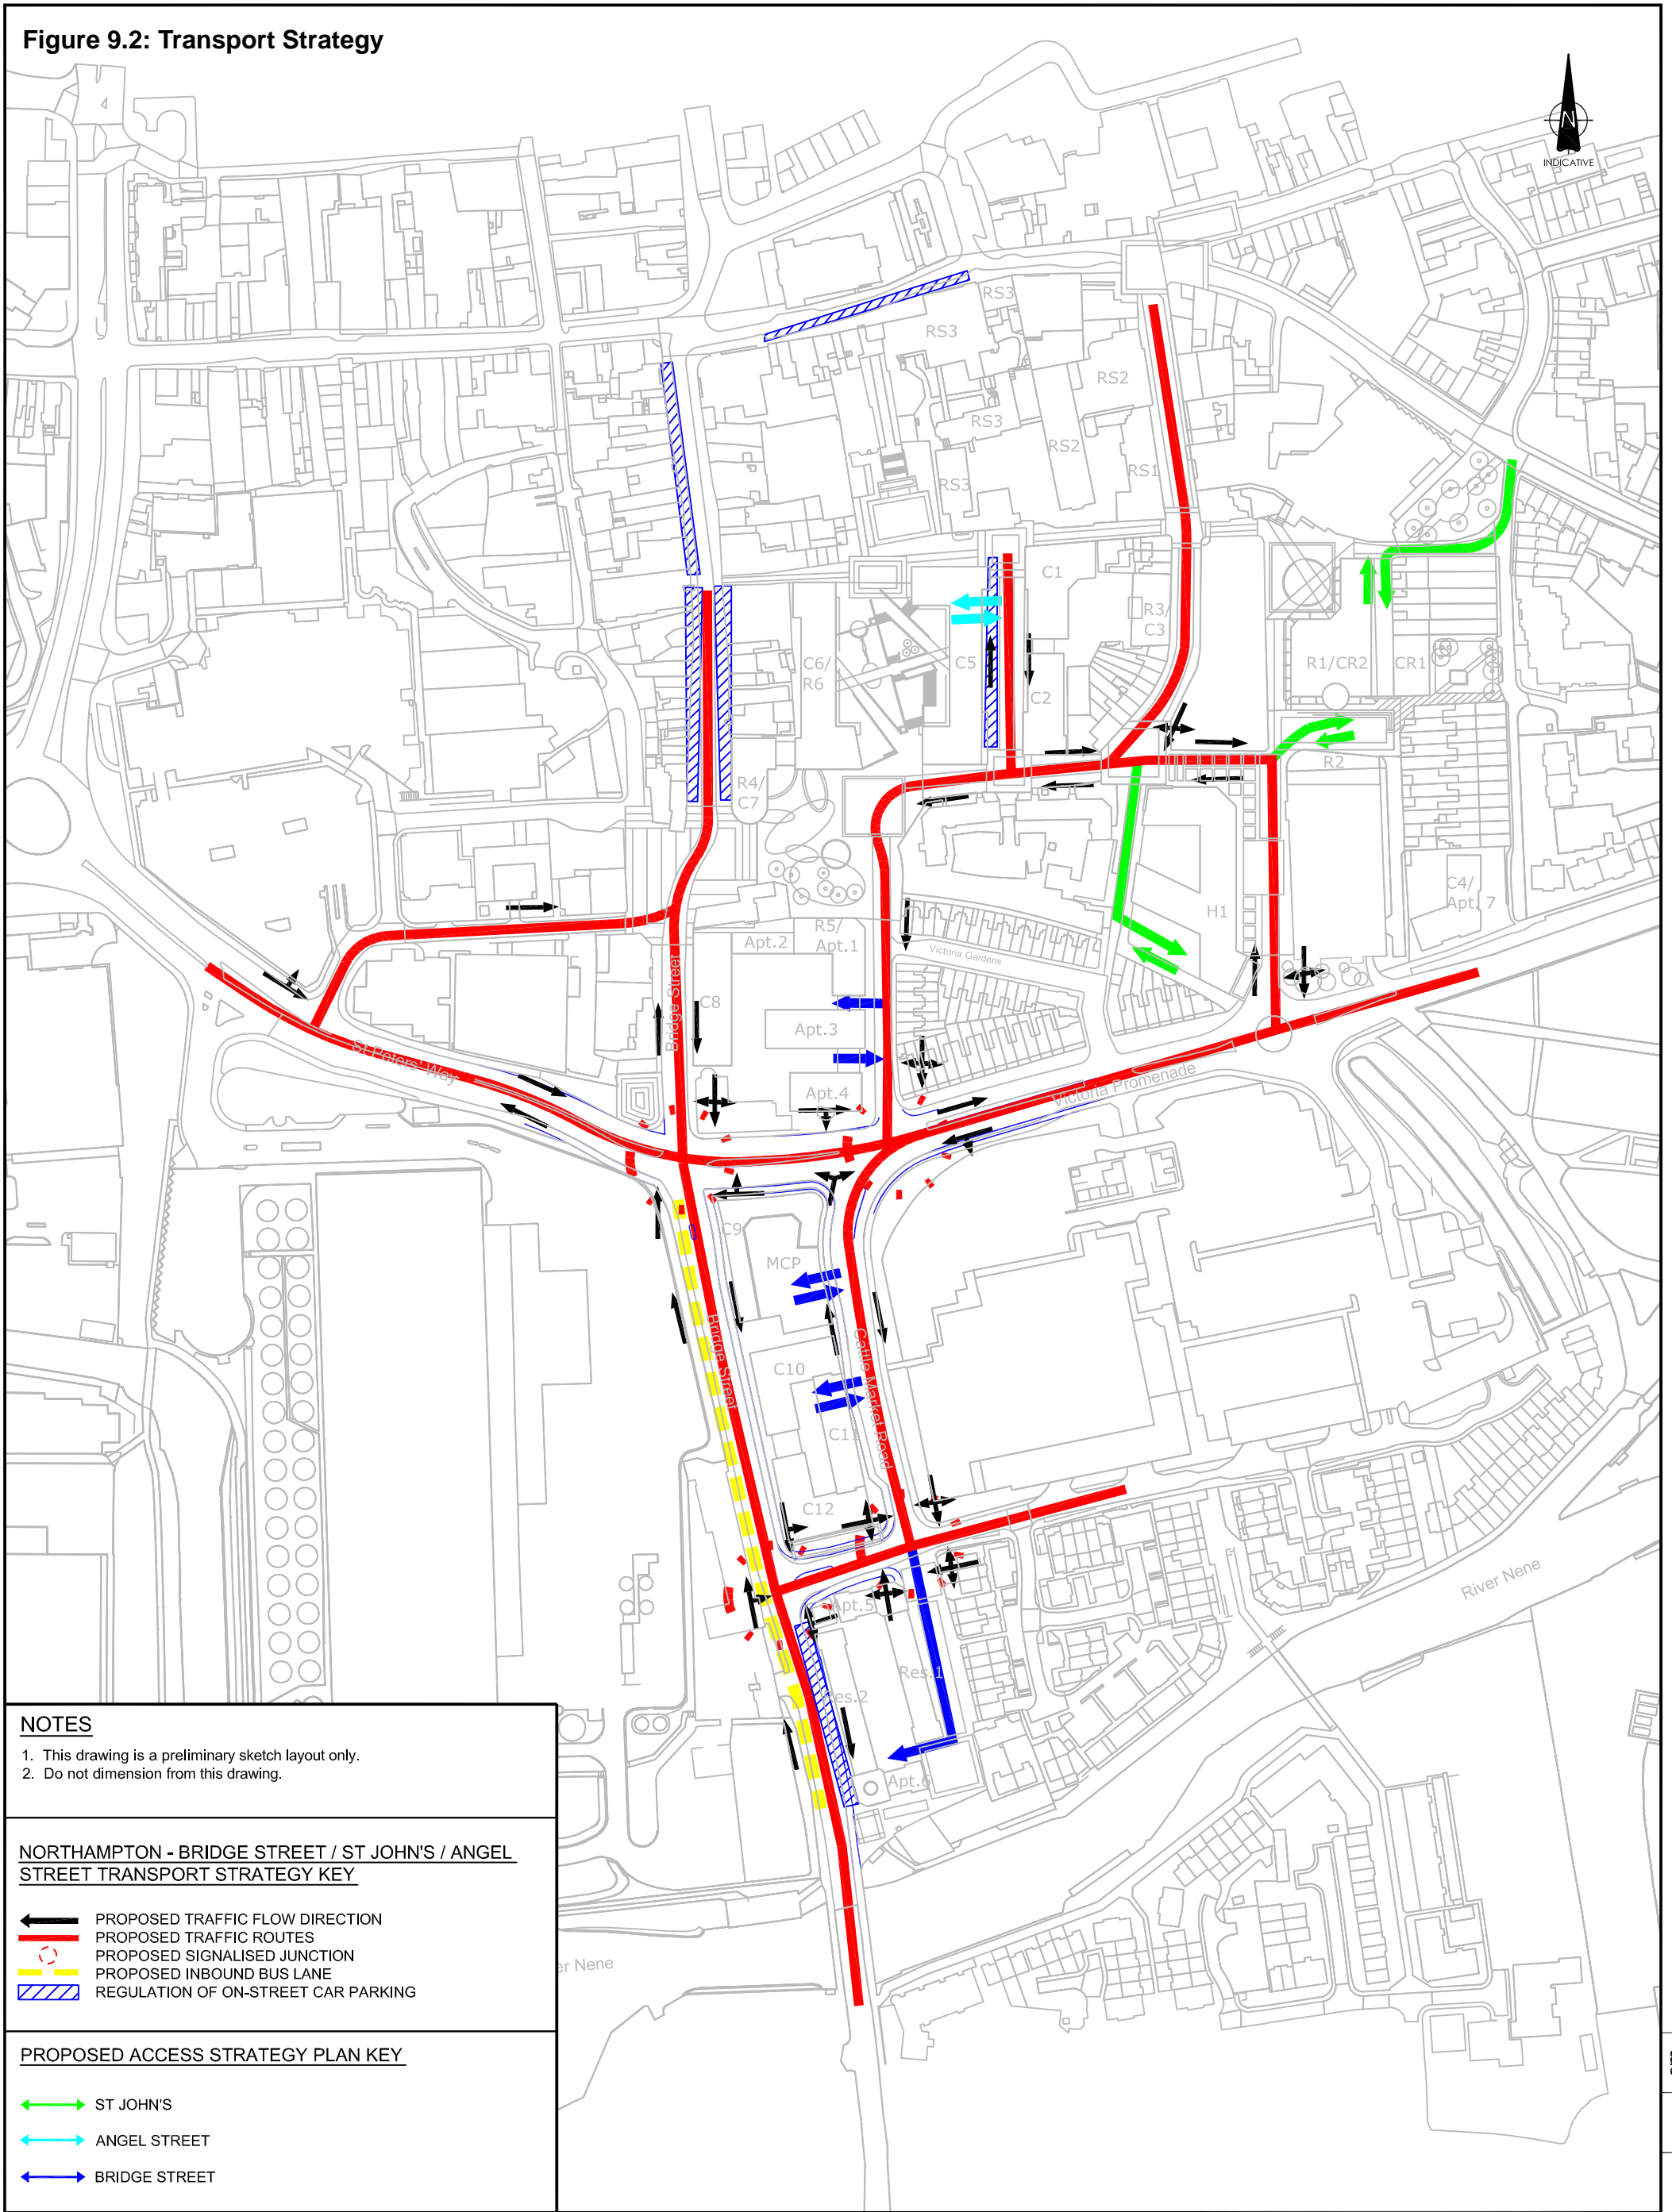 Figure 9.2: Transport Strategy
N
INDICATIVE
RS3
RS3
RS2
RS3
RS2
RS1
RS3
C1
R3/
C3
C6/
R6
C5
C2
R1/CR2
CR1
R2
R4/
C7
H1
C4/
Apt. 7
R5/
Apt.1
Apt.2
Victoria Gardens
Bridge Street
C8
Apt.3
Apt.4
St Peters' Way
Victoria Promenade
C9
MCP
Bridge Street
C10
Cattle Market Road
C11
C12
River Nene
Apt.5
Res.1
Res.2
Apt.6
er Nene
NOTES
1. This drawing is a preliminary sketch layout only.
2. Do not dimension from this drawing.
NORTHAMPTON - BRIDGE STREET / ST JOHN'S / ANGEL
STREET TRANSPORT STRATEGY KEY
PROPOSED TRAFFIC FLOW DIRECTION
PROPOSED TRAFFIC ROUTES
PROPOSED SIGNALISED JUNCTION
PROPOSED INBOUND BUS LANE
REGULATION OF ON-STREET CAR PARKING
PROPOSED ACCESS STRATEGY PLAN KEY
ST JOHN'S
ANGEL STREET
BRIDGE STREET